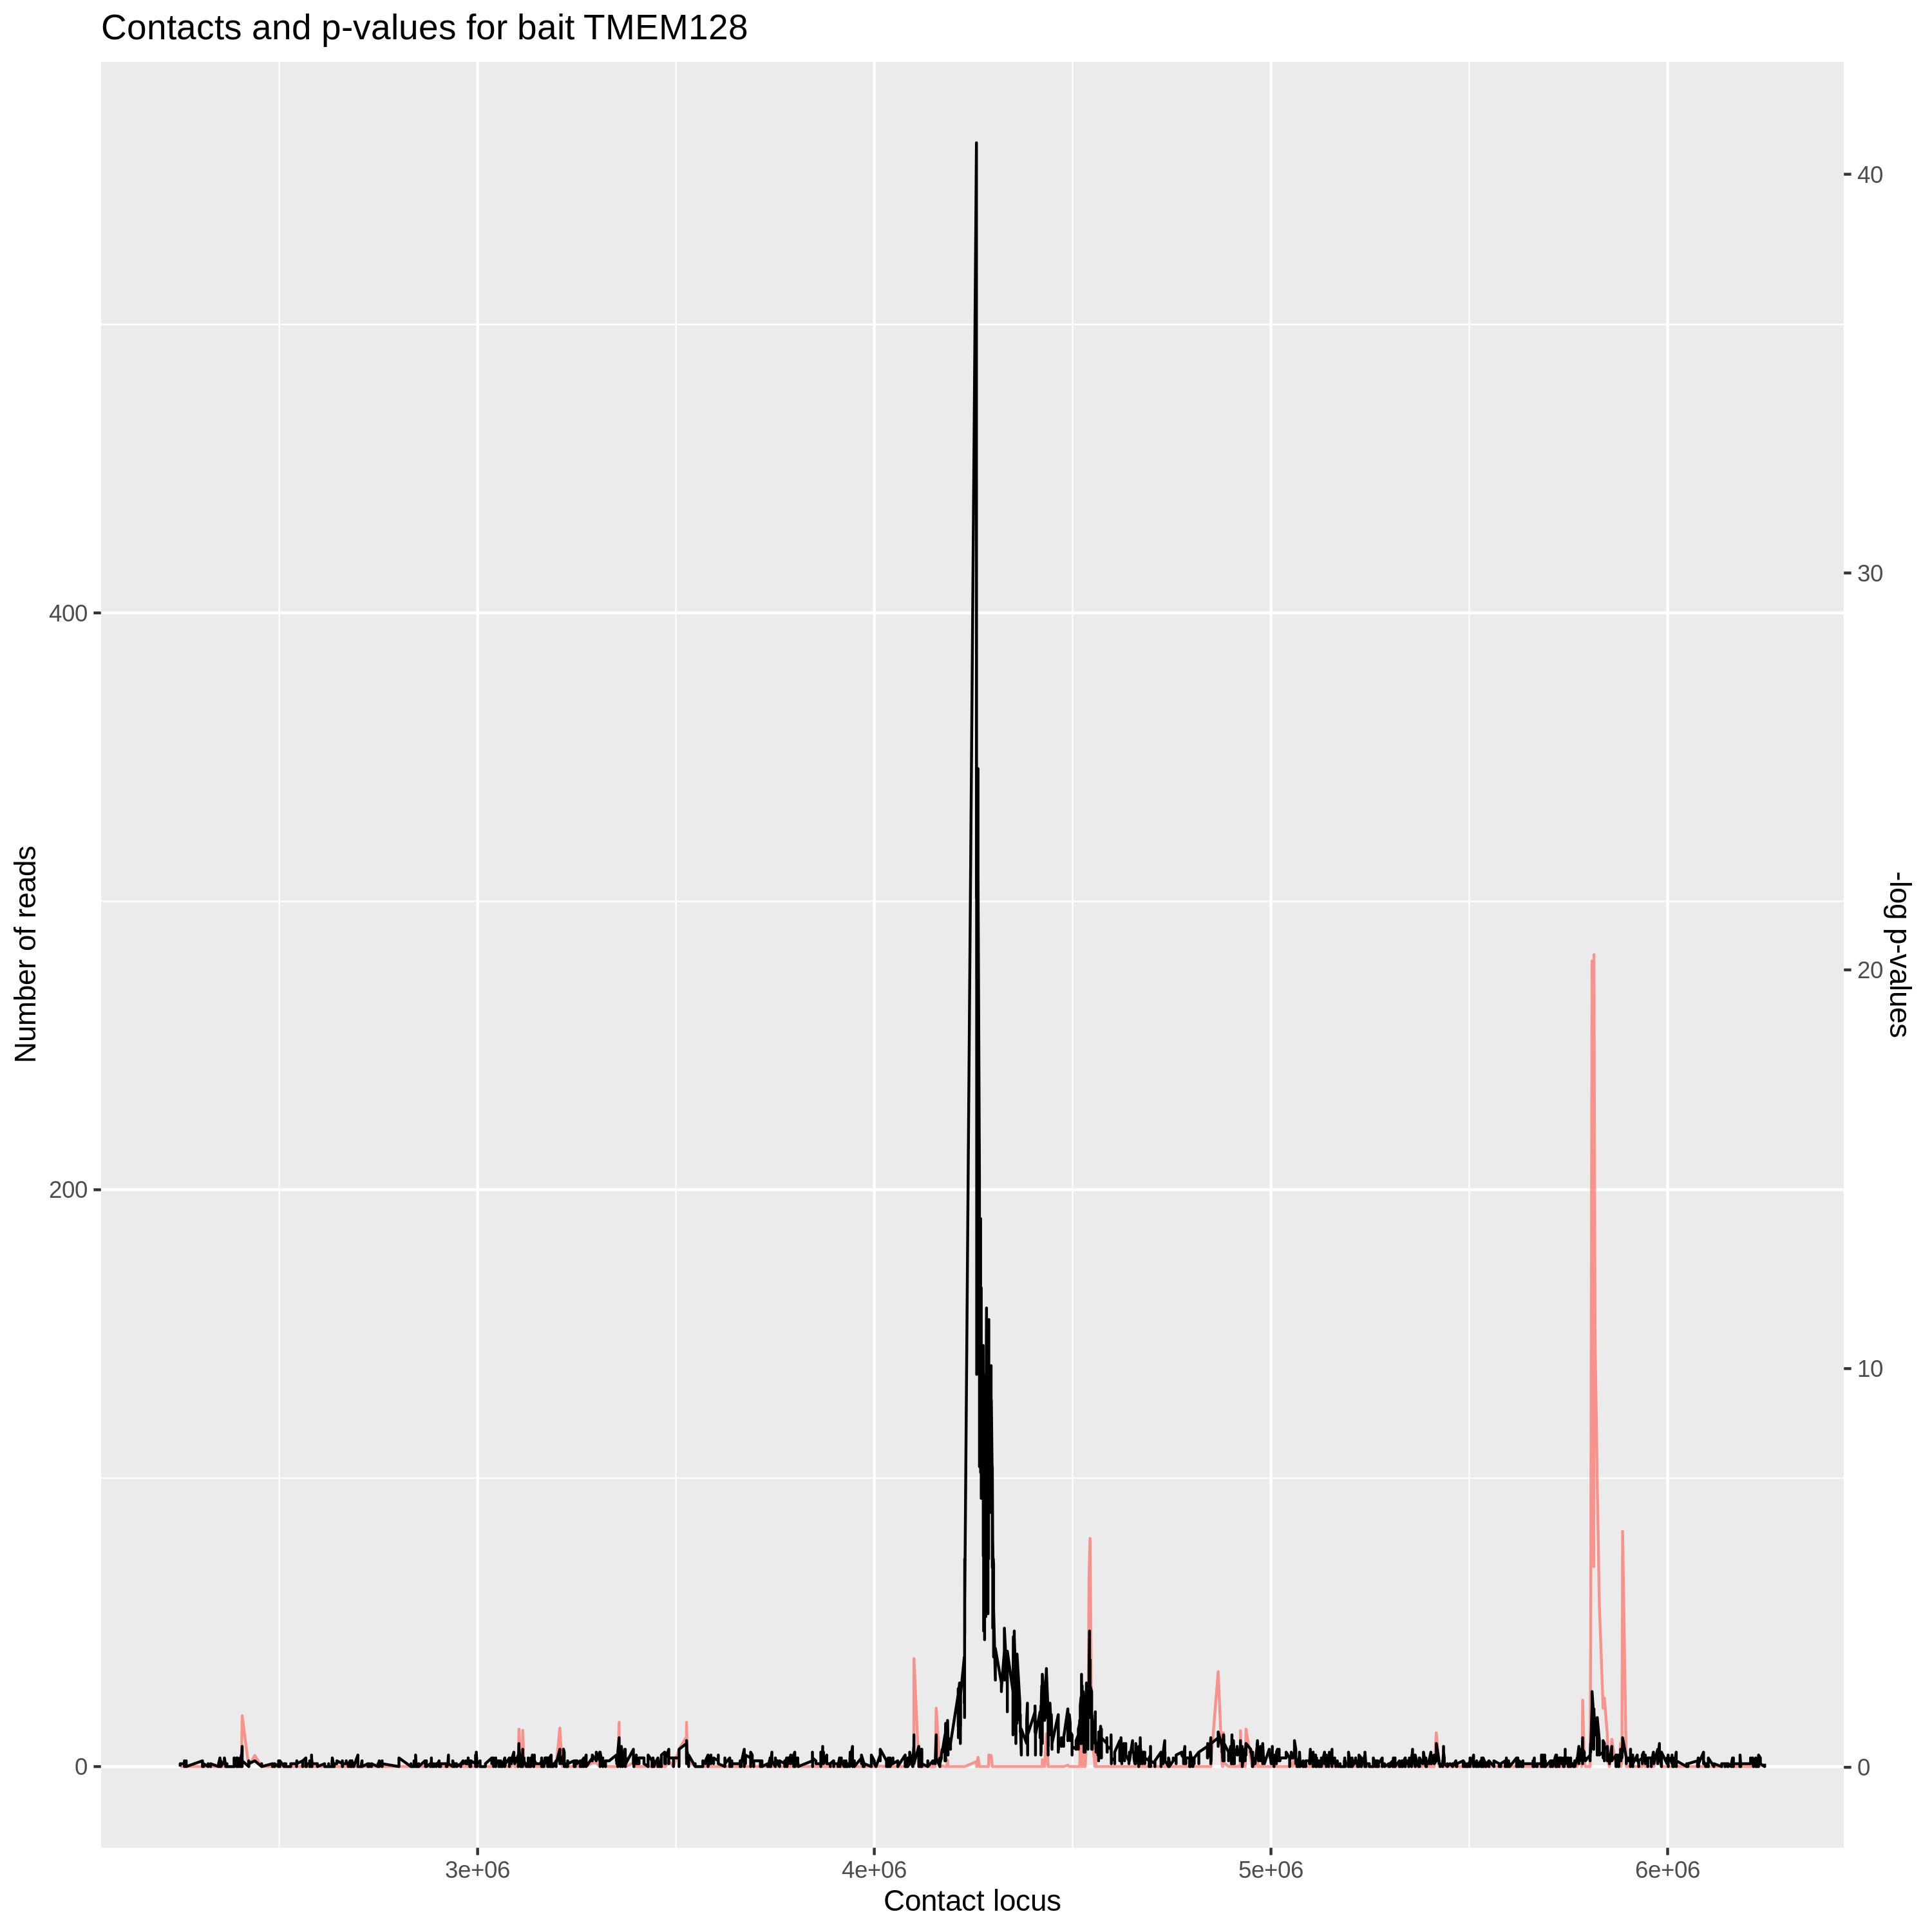 Contacts and p-values for bait TMEM128
Number of reads
400
200
0
40
30
20
10
0
-log p-values
3e+06
4e+06
5e+06
6e+06
Contact locus